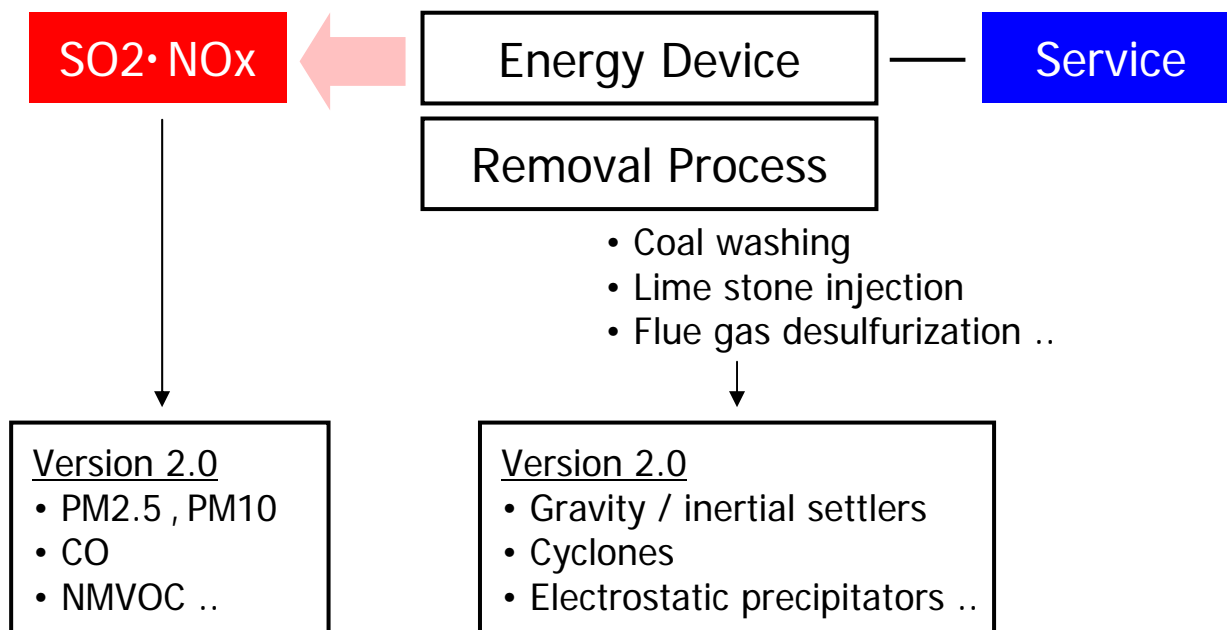 SO2・NOx
Energy Device
Service
Removal Process
• Coal washing
• Lime stone injection
• Flue gas desulfurization ..
Version 2.0
• PM2.5 , PM10
• CO
• NMVOC ..
Version 2.0
• Gravity / inertial settlers
• Cyclones
• Electrostatic precipitators ..